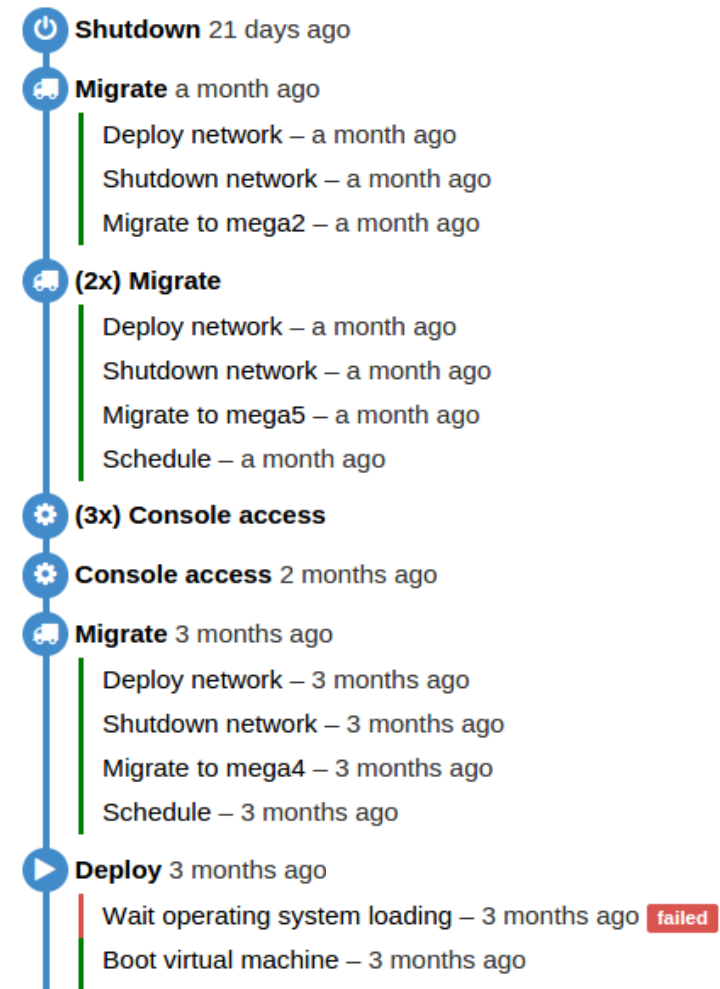 Shutdown 21 days ago
Migrate a month ago
Deploy network – a month ago
Shutdown network – a month ago
Migrate to mega2 – a month ago
(2x) Migrate
Deploy network – a month ago
Shutdown network – a month ago
Migrate to mega5 – a month ago
Schedule – a month ago
(3x) Console access
Console access 2 months ago
Migrate 3 months ago
Deploy network – 3 months ago
Shutdown network – 3 months ago
Migrate to mega4 – 3 months ago
Schedule – 3 months ago
Deploy 3 months ago
Wait operating system loading – 3 months ago failed
Boot virtual machine – 3 months ago